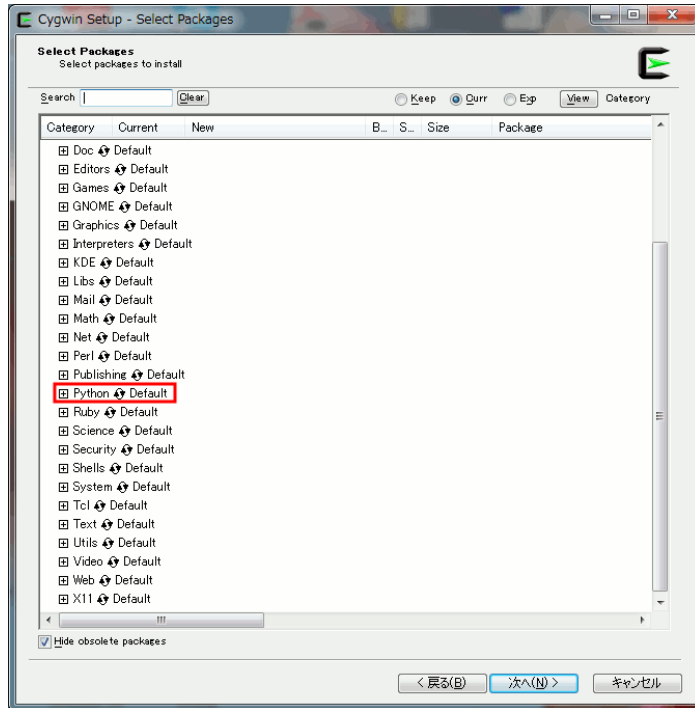 Cygwin Setup - Select Packages
Select Packages
Select packages to install
Search Clear Keep Curr Exp View Category
Category Current New B... S... Size Package
Doc Default
Editors Default
Games Default
GNOME Default
Graphics Default
Interpreters Default
KDE Default
Libs Default
Mail Default
Math Default
Net Default
Perl Default
Publishing Default
Python Default
Ruby Default
Science Default
Security Default
Shells Default
System Default
Tcl Default
Text Default
Utils Default
Video Default
Web Default
X11 Default
Hide obsolete packages
< 戻る(B) 次へ(N) > キャンセル